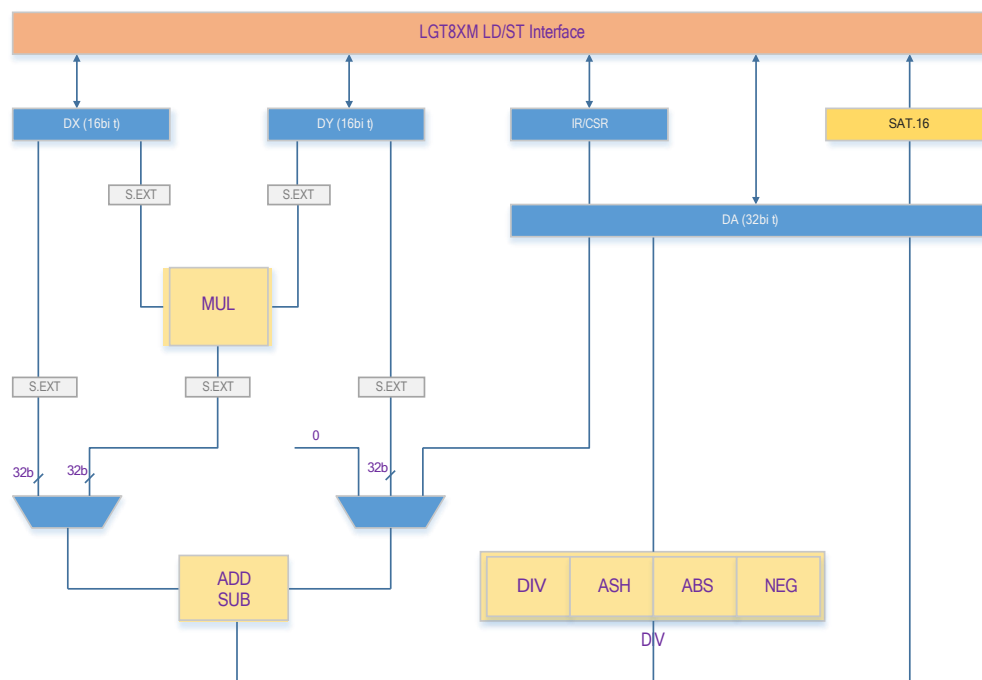 LGT8XM LD/ST Interface
DX (16bi t)
DY (16bi t)
IR/CSR
SAT.16
S.EXT
S.EXT
DA (32bi t)
MUL
S.EXT
S.EXT
S.EXT
0
32b
32b
32b
ADD
SUB
DIV
ASH
ABS
NEG
DIV